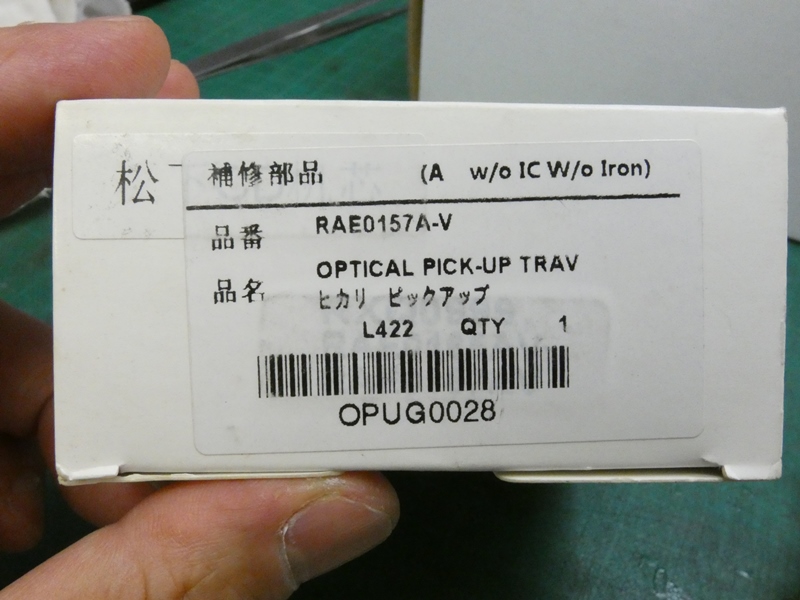 松
補修部品 (A w/o IC W/o Iron)
品番 RAE0157A-V
品名 OPTICAL PICK-UP TRAV
ヒカリ ピックアップ
L422 QTY 1
OPUG0028